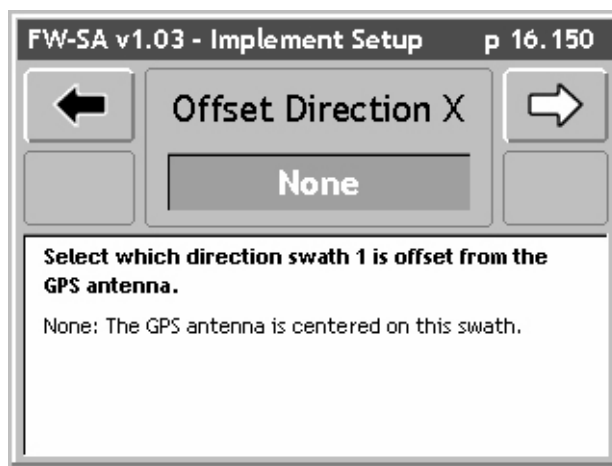 FW-SA v1.03 - Implement Setup p 16.150
Offset Direction X
None
Select which direction swath 1 is offset from the
GPS antenna.
None: The GPS antenna is centered on this swath.